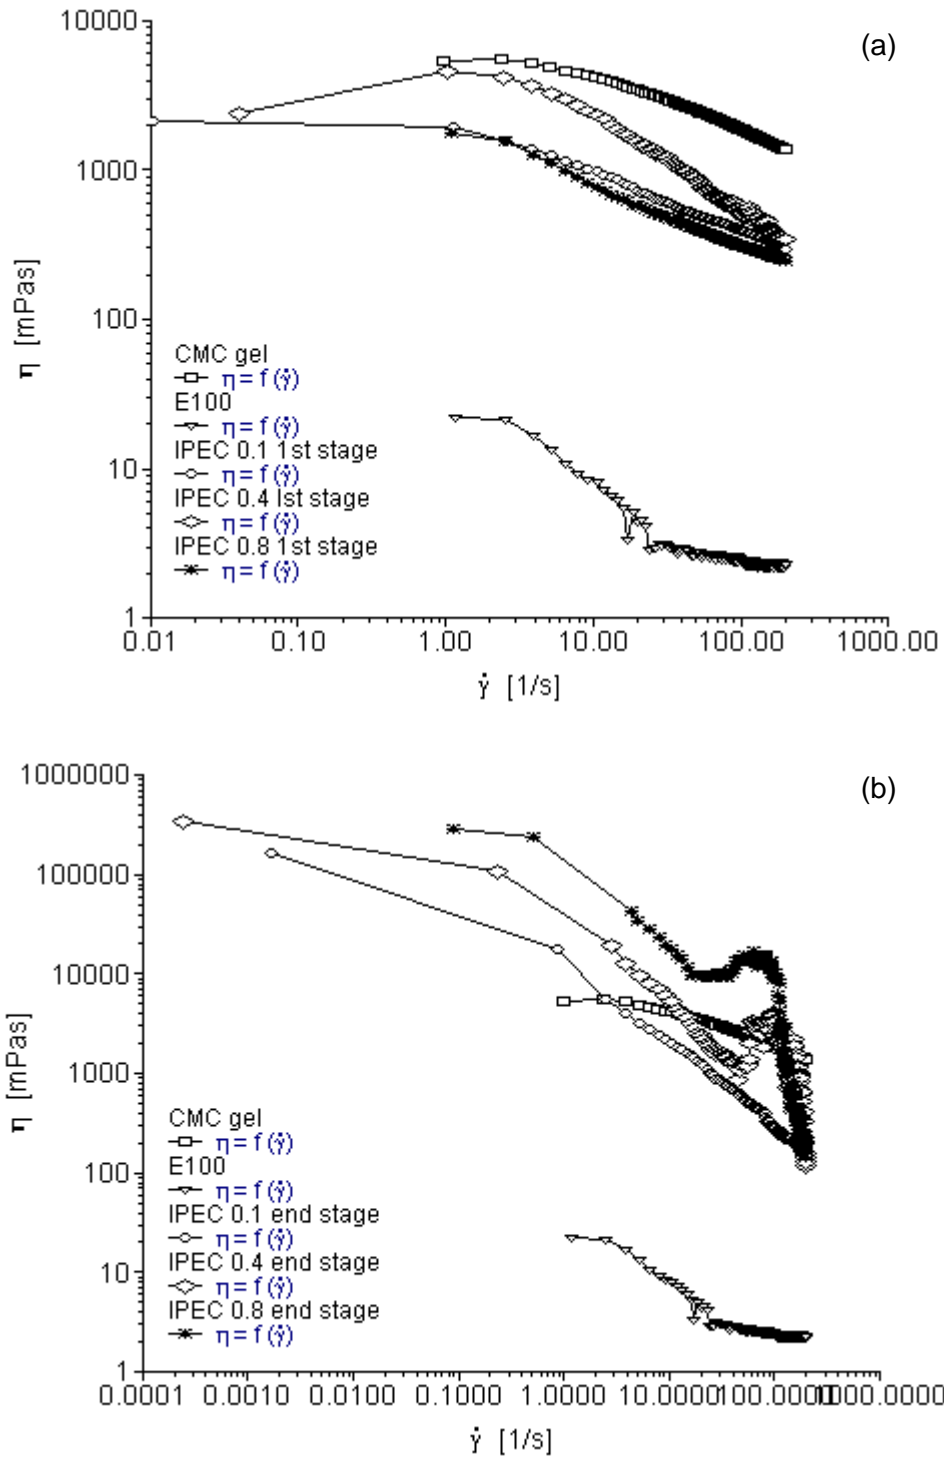 (a)
10000
1000
100
10
1
η [mPas]
CMC gel
η = f (γ̇)
E100
η = f (γ̇)
IPEC 0.1 1st stage
η = f (γ̇)
IPEC 0.4 Ist stage
η = f (γ̇)
IPEC 0.8 1st stage
η = f (γ̇)
0.01 0.10 1.00 10.00 100.00 1000.00
γ̇ [1/s]
(b)
1000000
100000
10000
1000
100
10
1
η [mPas]
CMC gel
η = f (γ̇)
E100
η = f (γ̇)
IPEC 0.1 end stage
η = f (γ̇)
IPEC 0.4 end stage
η = f (γ̇)
IPEC 0.8 end stage
η = f (γ̇)
0.0001 0.0010 0.0100 0.1000 1.0000
γ̇ [1/s]